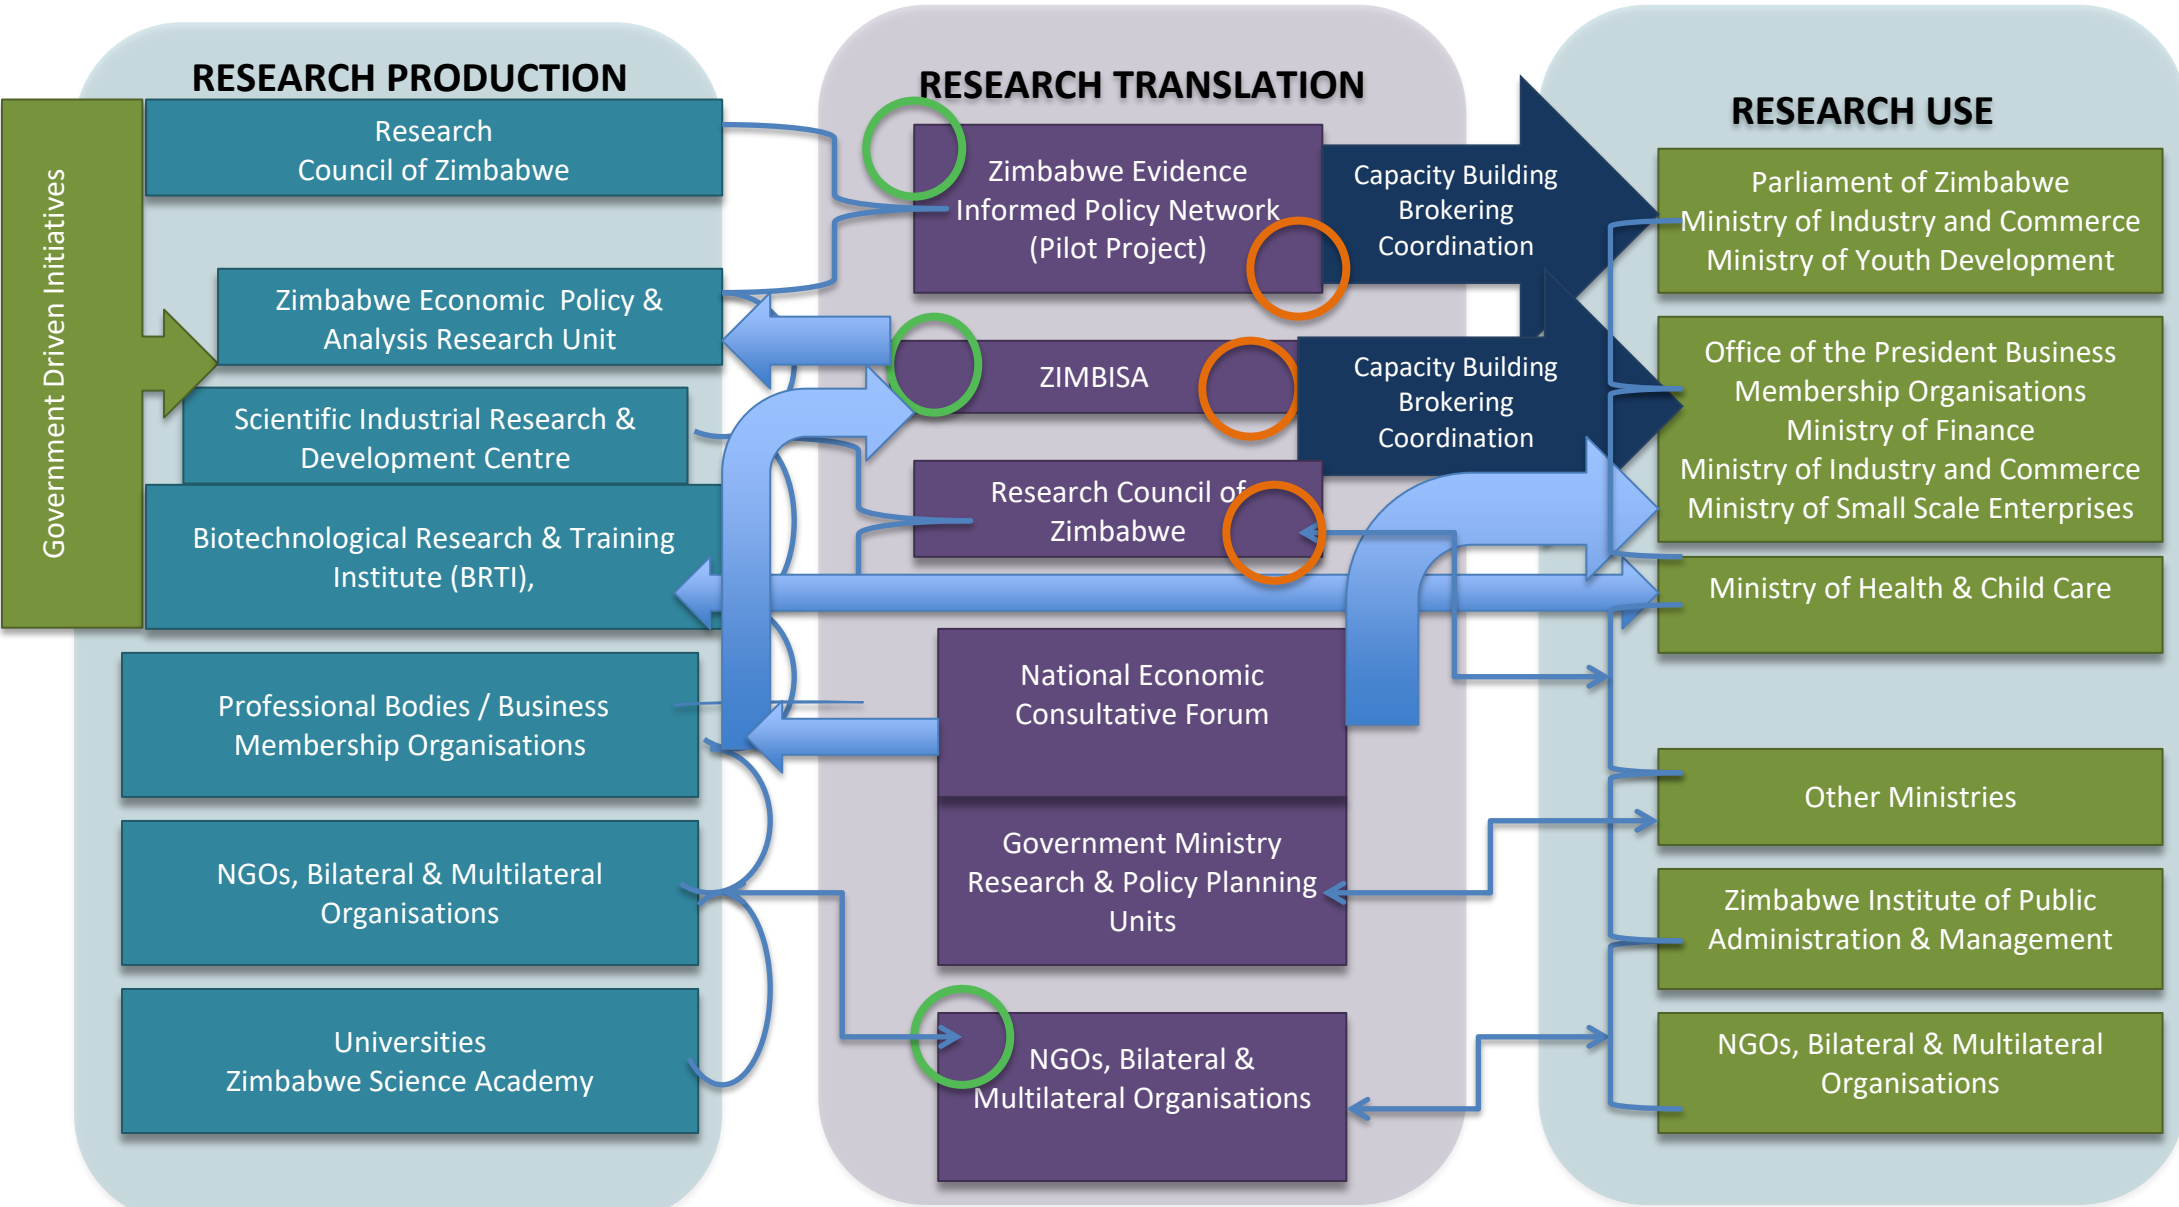 RESEARCH PRODUCTION
Government Driven Initiatives
Research
Council of Zimbabwe
Zimbabwe Economic  Policy &
Analysis Research Unit
Scientific Industrial Research &
Development Centre
Biotechnological Research & Training
Institute (BRTI),
Professional Bodies / Business
Membership Organisations
NGOs, Bilateral & Multilateral
Organisations
Universities
Zimbabwe Science Academy
RESEARCH TRANSLATION
Zimbabwe Evidence
Informed Policy Network
(Pilot Project)
ZIMBISA
Research Council of
Zimbabwe
National Economic
Consultative Forum
Government Ministry
Research & Policy Planning
Units
NGOs, Bilateral &
Multilateral Organisations
Capacity Building
Brokering
Coordination
Capacity Building
Brokering
Coordination
RESEARCH USE
Parliament of Zimbabwe
Ministry of Industry and Commerce
Ministry of Youth Development
Office of the President Business
Membership Organisations
Ministry of Finance
Ministry of Industry and Commerce
Ministry of Small Scale Enterprises
Ministry of Health & Child Care
Other Ministries
Zimbabwe Institute of Public
Administration & Management
NGOs, Bilateral & Multilateral
Organisations